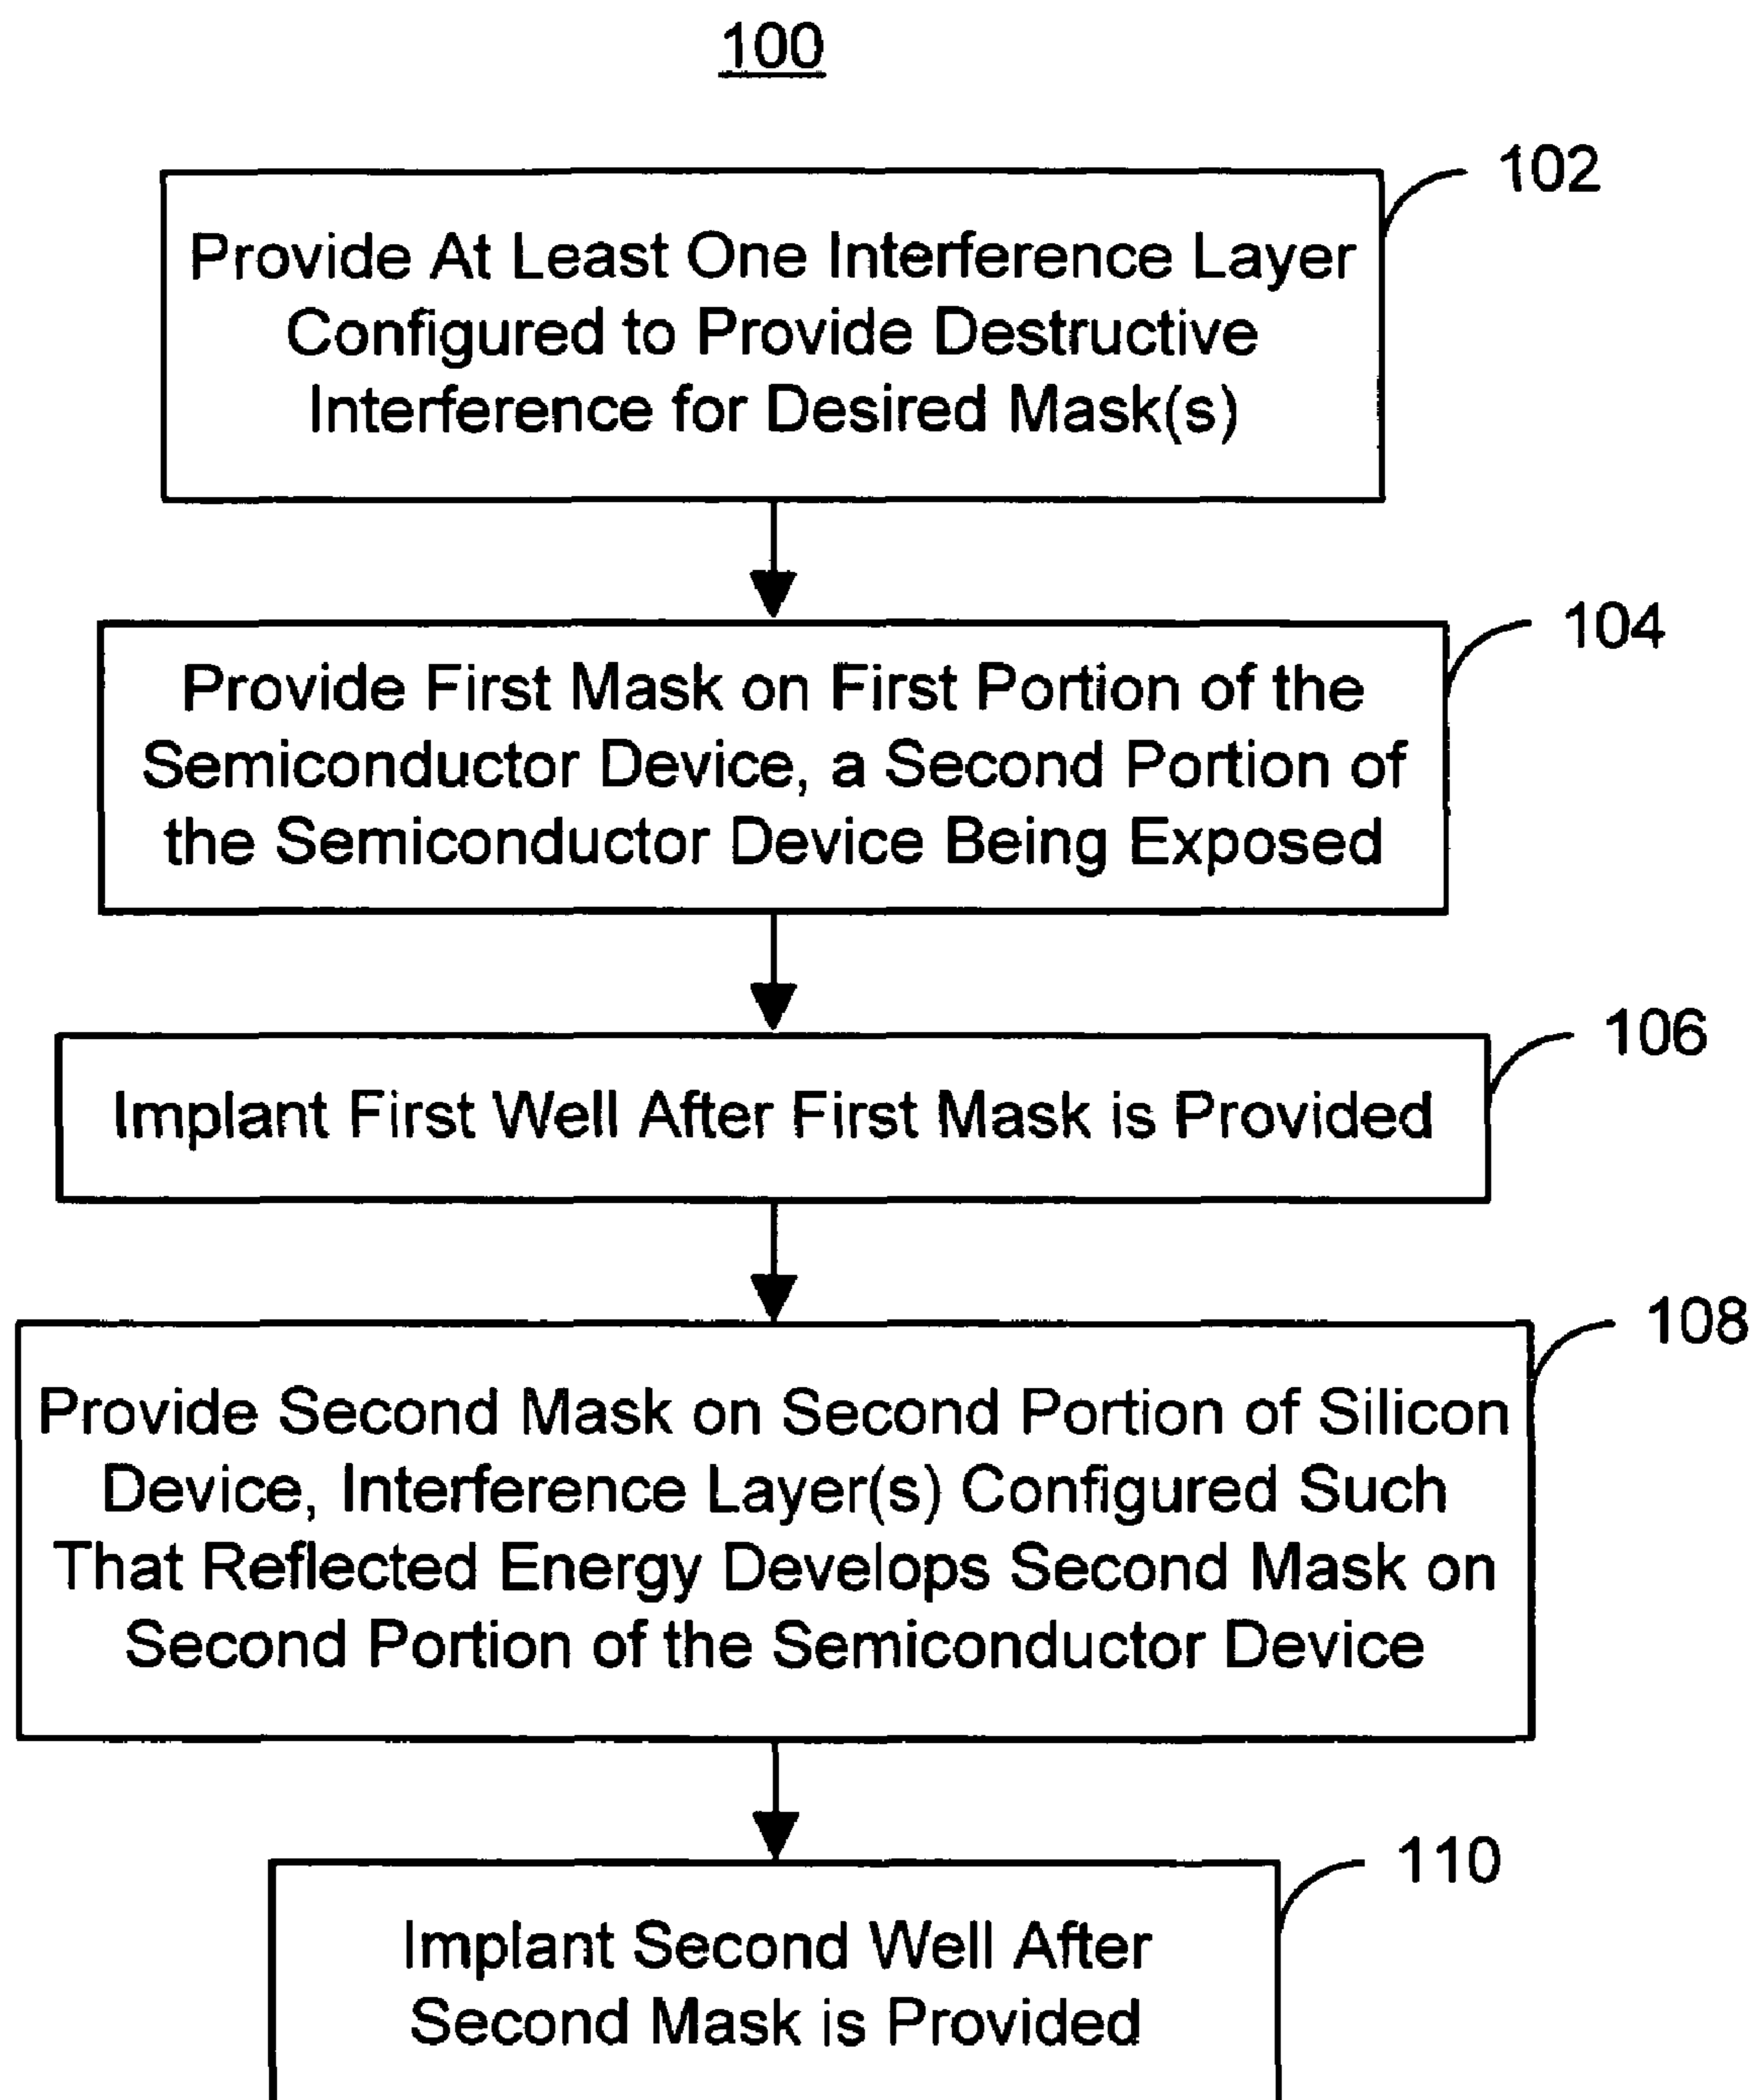 100
102
Provide At Least One Interference Layer
Configured to Provide Destructive
Interference for Desired Mask(s)
104
Provide First Mask on First Portion of the
Semiconductor Device, a Second Portion of
the Semiconductor Device Being Exposed
106
Implant First Well After First Mask is Provided
108
Provide Second Mask on Second Portion of Silicon
Device, Interference Layer(s) Configured Such
That Reflected Energy Develops Second Mask on
Second Portion of the Semiconductor Device
110
Implant Second Well After
Second Mask is Provided